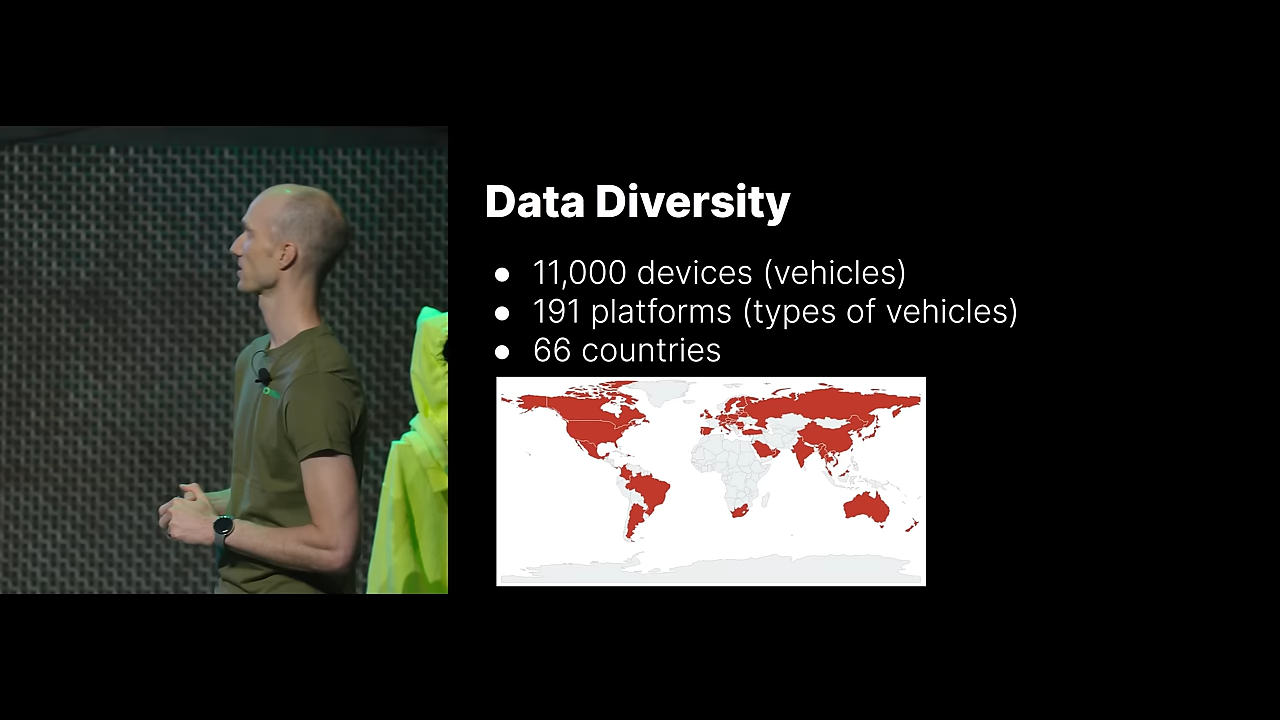 Data Diversity
● 11,000 devices (vehicles)
● 191 platforms (types of vehicles)
● 66 countries